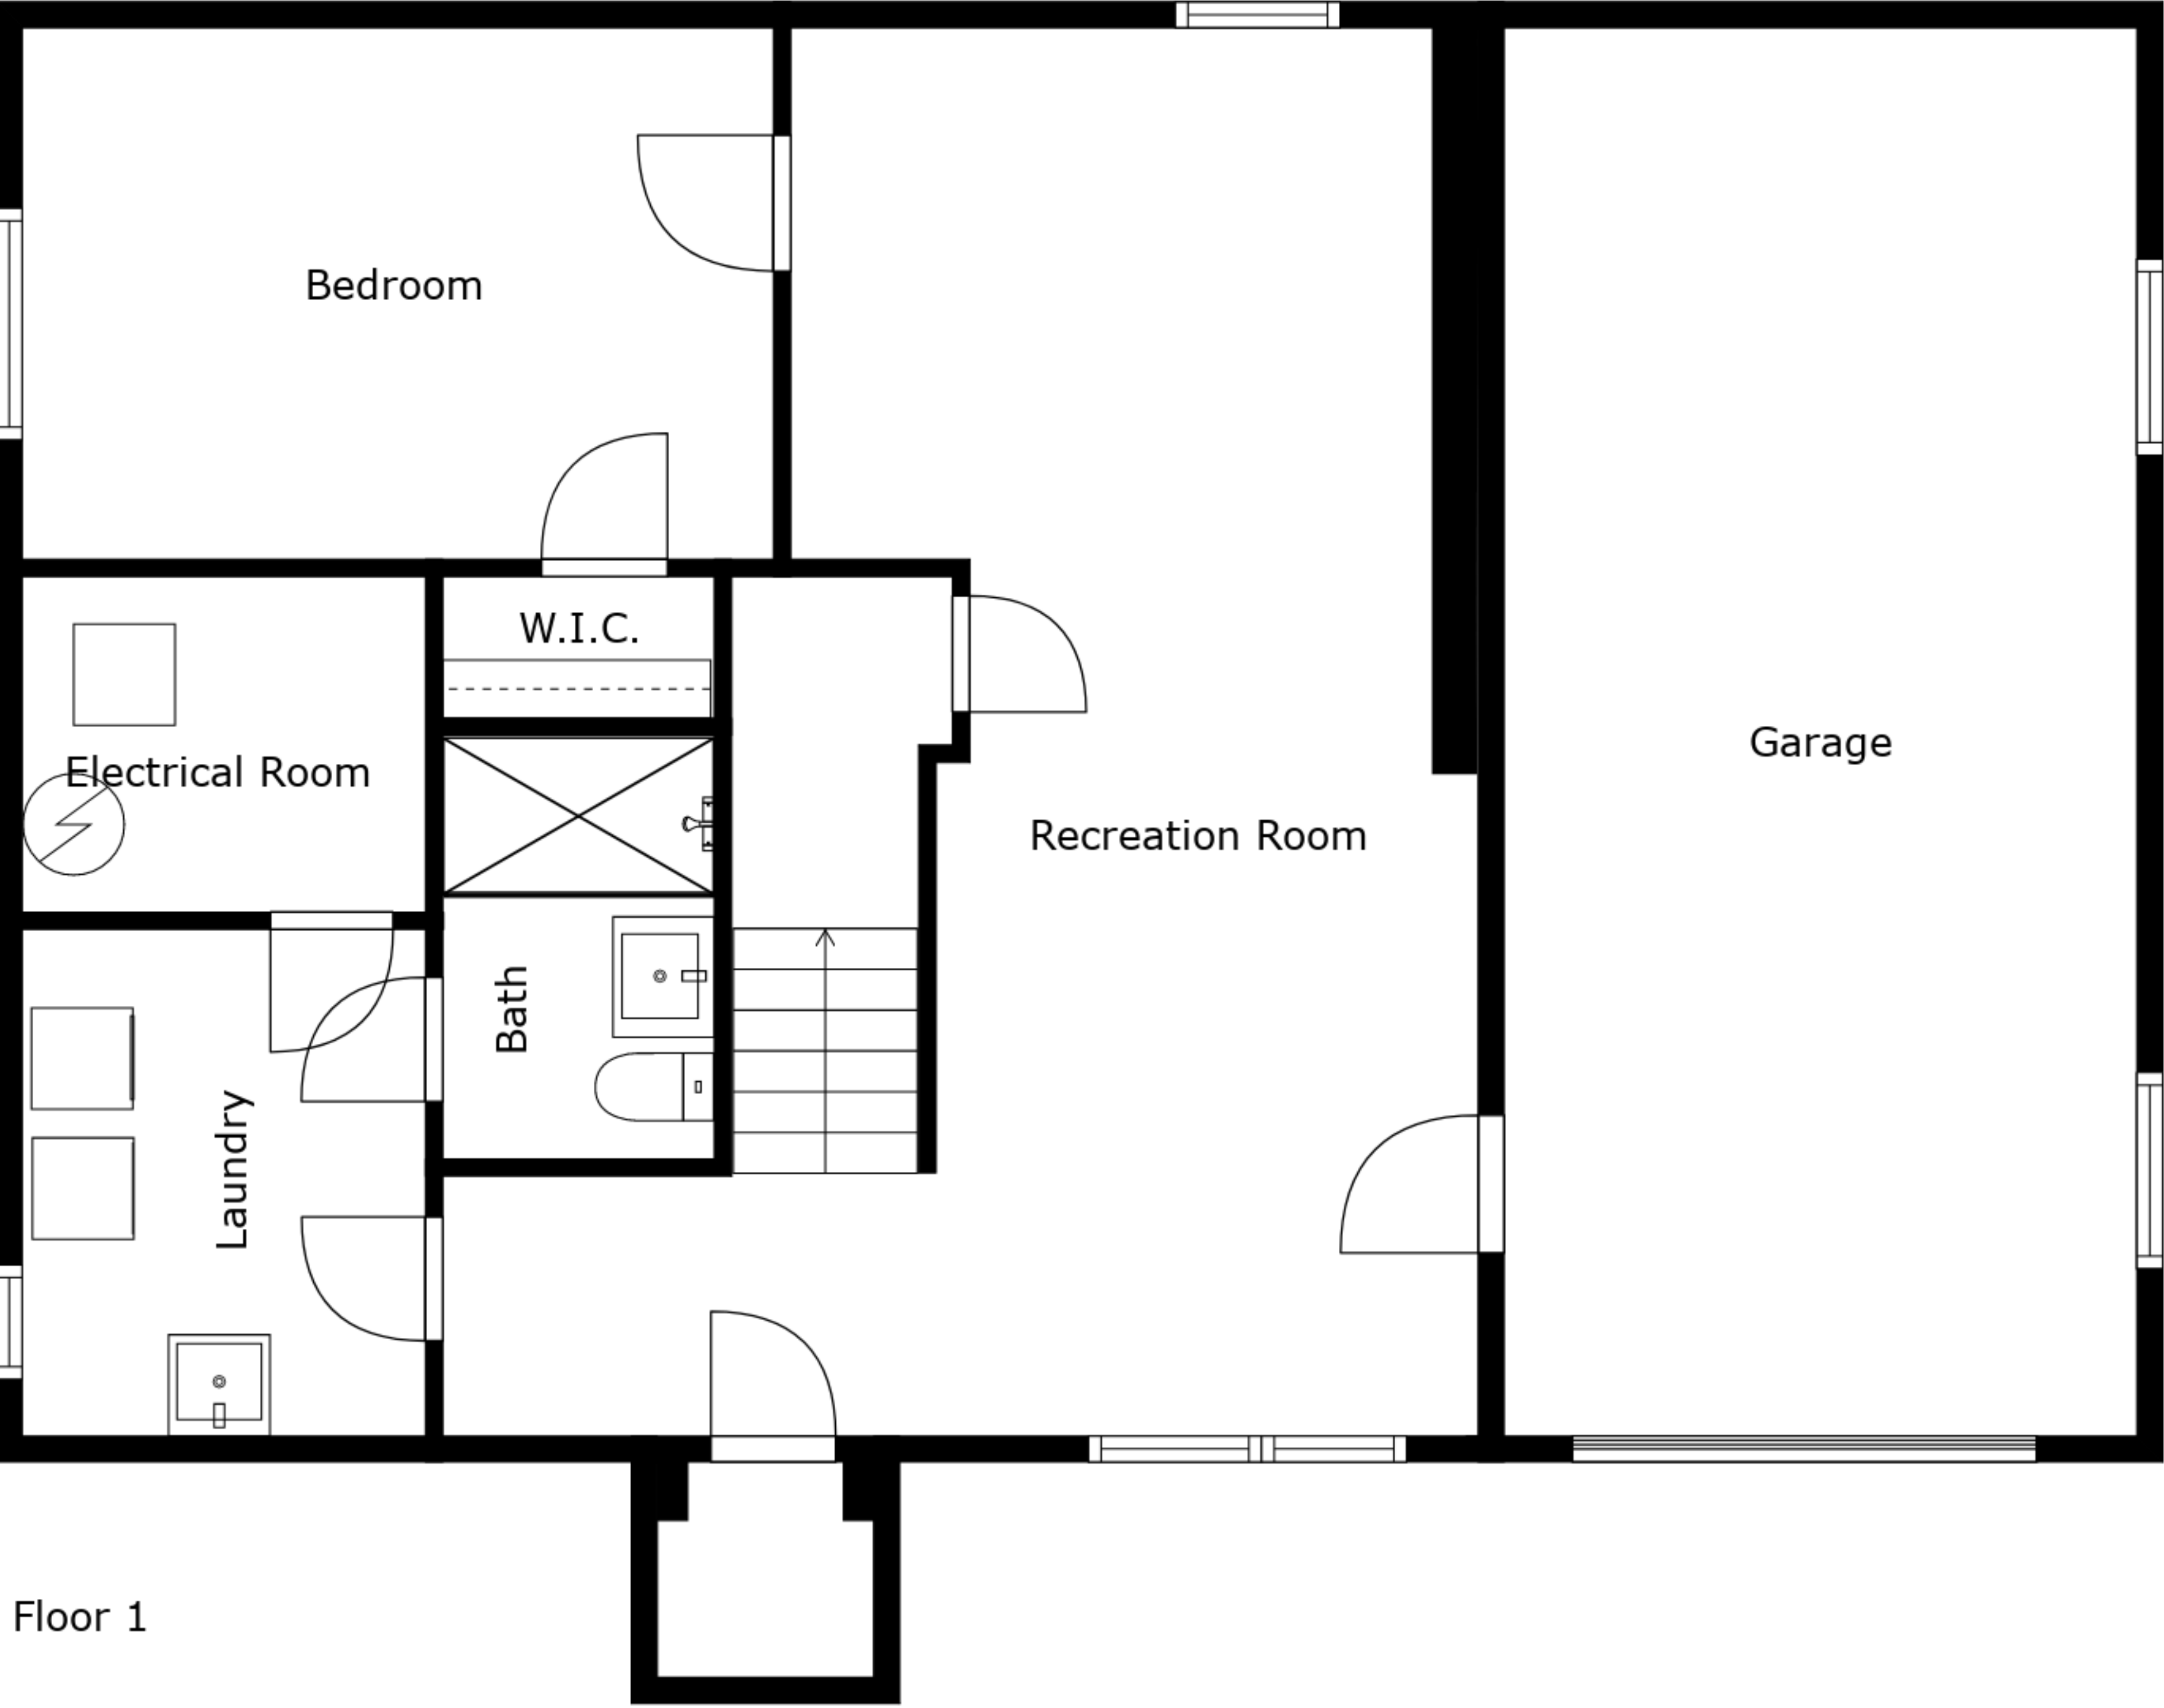 Bedroom
W.I.C.
Electrical Room
Garage
Recreation Room
Bath
Laundry
Floor 1